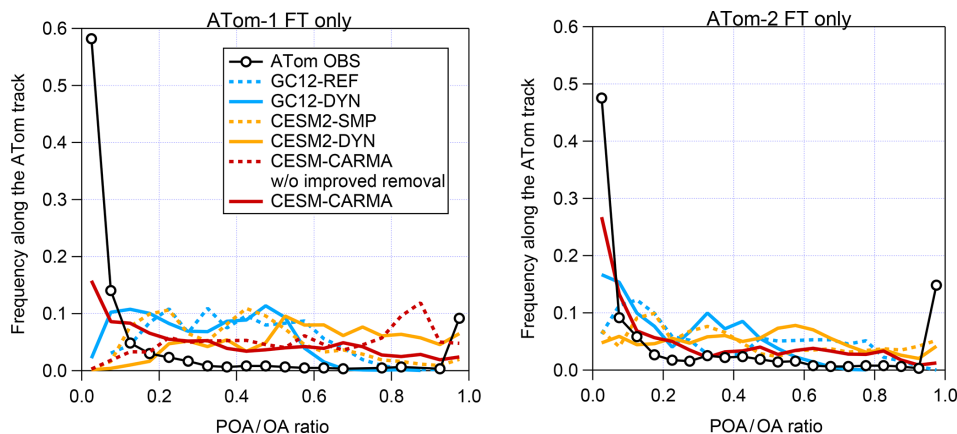 ATom-1 FT only
0.6
0.5
0.4
0.3
0.2
0.1
0.0
Frequency along the ATom track
ATom OBS
GC12-REF
GC12-DYN
CESM2-SMP
CESM2-DYN
CESM-CARMA
w/o improved removal
CESM-CARMA
0.0 0.2 0.4 0.6 0.8 1.0
POA/OA ratio
ATom-2 FT only
0.6
0.5
0.4
0.3
0.2
0.1
0.0
Frequency along the ATom track
0.0 0.2 0.4 0.6 0.8 1.0
POA/OA ratio